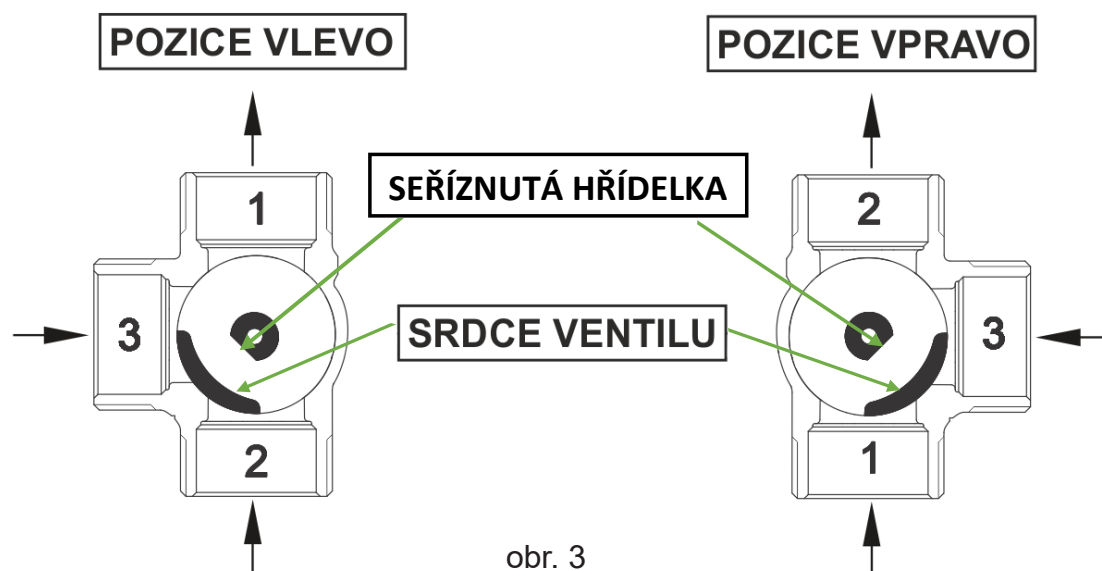 POZICE VLEVO
POZICE VPRAVO
1
SEŘÍZNUTÁ HŘÍDELKA
2
3
SRDCE VENTILU
3
2
1
obr. 3